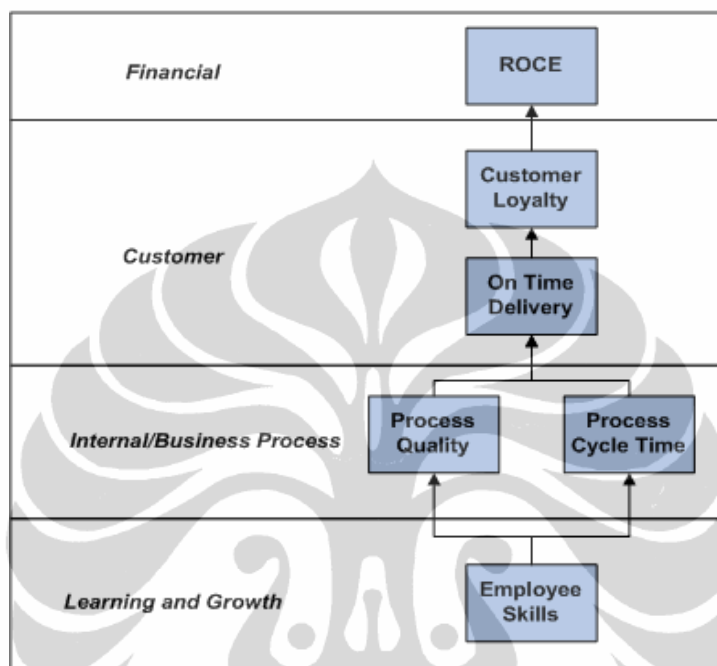 Financial
ROCE
Customer
Customer
Loyalty
On Time
Delivery
Internal/Business Process
Process
Quality
Process
Cycle Time
Learning and Growth
Employee
Skills